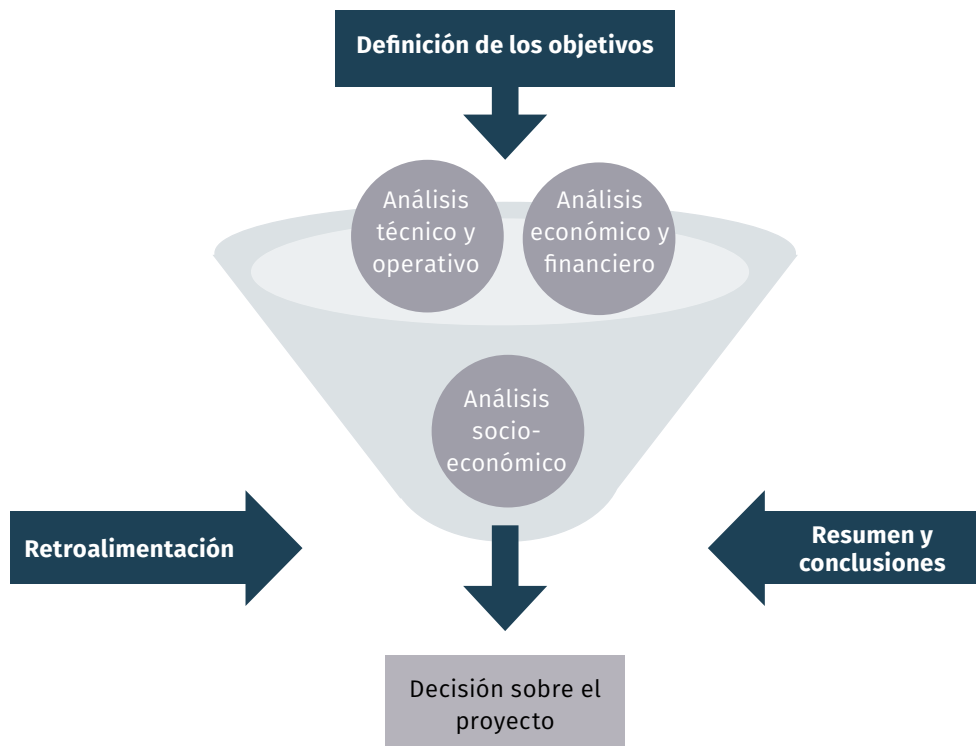 Definición de los objetivos
Análisis
técnico y
operativo
Análisis
económico y
financiero
Análisis
socio-
económico
Retroalimentación
Resumen y
conclusiones
Decisión sobre el
proyecto